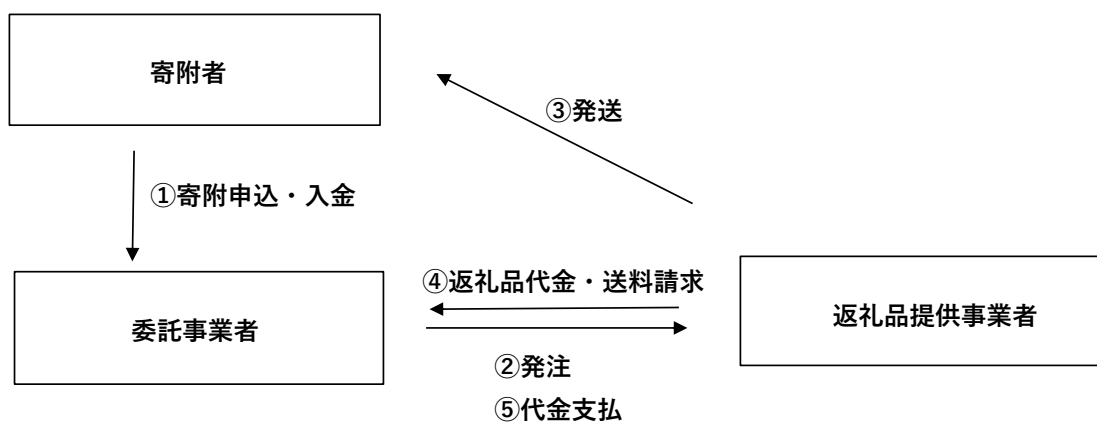 寄附者
③発送
①寄附申込・入金
④返礼品代金・送料請求
委託事業者
返礼品提供事業者
②発注
⑤代金支払